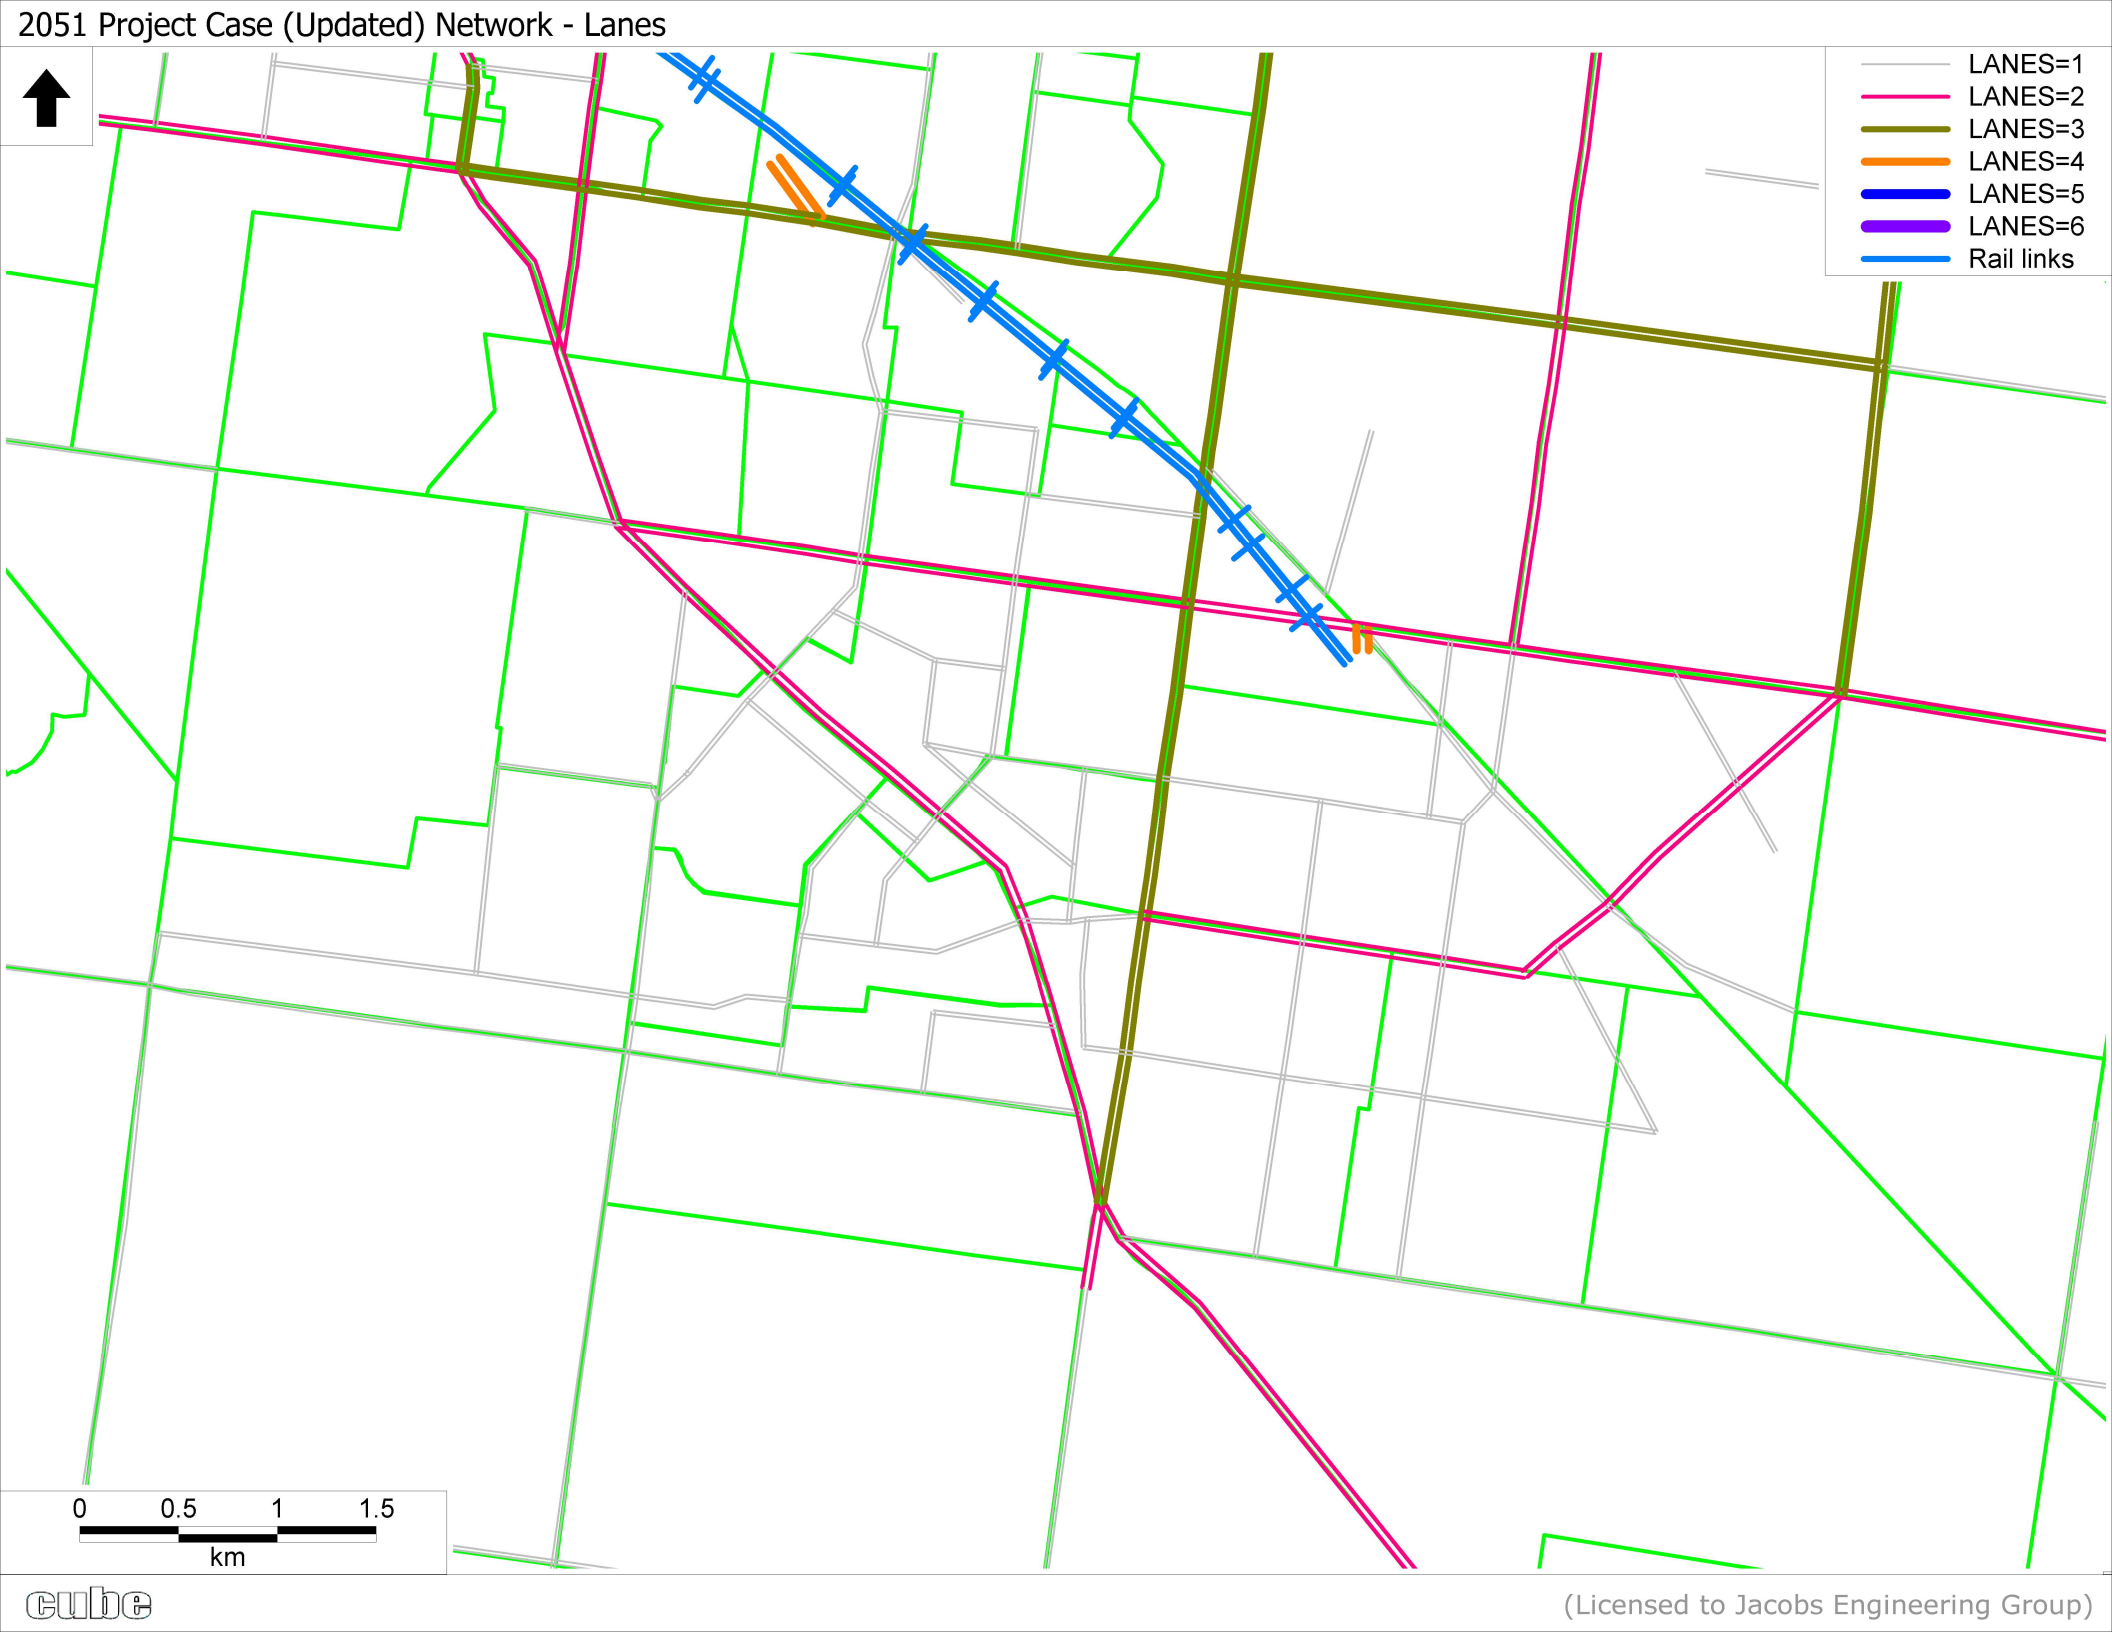 2051 Project Case (Updated) Network - Lanes
LANES=1
LANES=2
LANES=3
LANES=4
LANES=5
LANES=6
Rail links
0 0.5 1 1.5
km
cube
(Licensed to Jacobs Engineering Group)